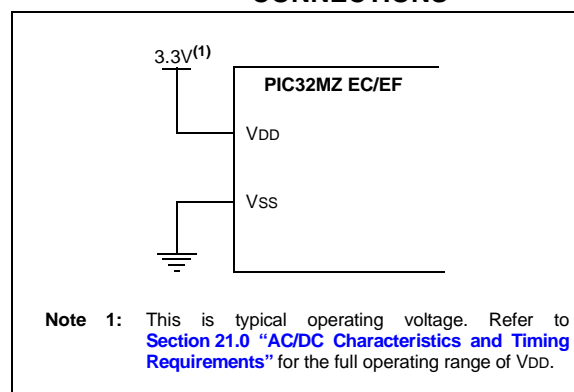 CONNECTIONS
3.3V(1)
PIC32MZ EC/EF
VDD
VSS
Note 1: This is typical operating voltage. Refer to
Section 21.0 “AC/DC Characteristics and Timing
Requirements” for the full operating range of VDD.